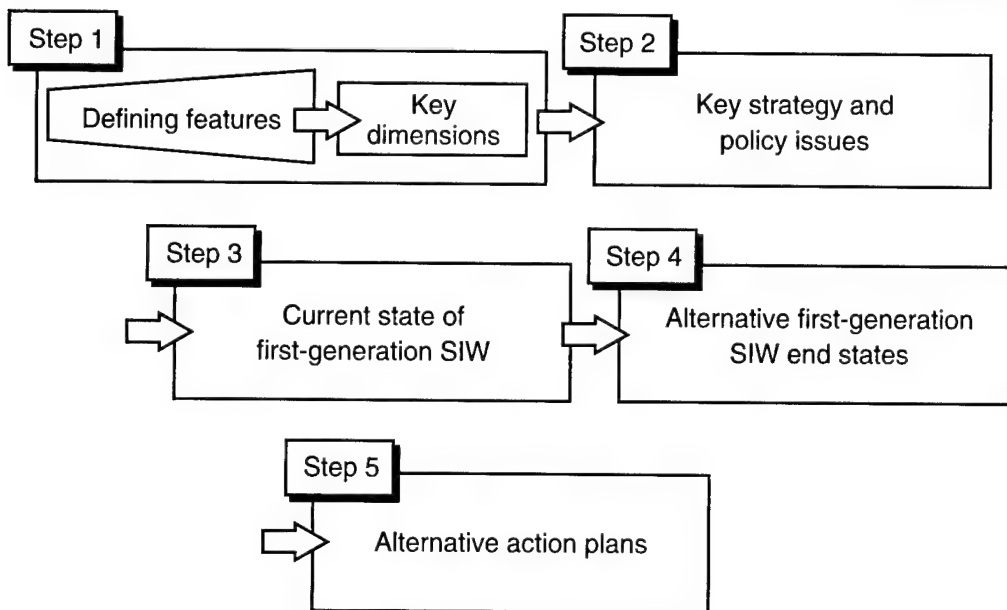 Step 1
Defining features
Key
dimensions
Step 2
Key strategy and
policy issues
Step 3
Current state of
first-generation SIW
Step 4
Alternative first-generation
SIW end states
Step 5
Alternative action plans